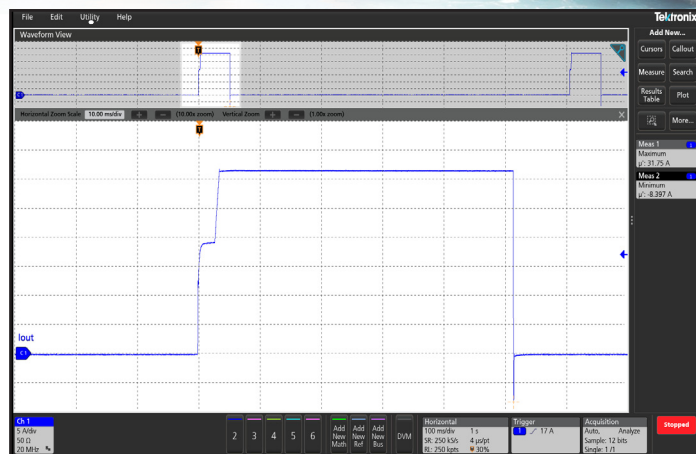 File Edit Utility Help
Tektronix
Waveform View
Add New...
Cursors Callout
Measure Search
Results Table Plot
More...
T
C1
Horizontal Zoom Scale 10.00 ms/div + − (10.00x zoom) Vertical Zoom + − (1.00x zoom) X
T
Meas 1 1
Maximum
µ': 31.75 A
Meas 2 1
Minimum
µ': -8.397 A
Iout
C1
Ch 1
5 A/div
50 Ω
20 MHz
2 3 4 5 6
Add New Math
Add New Ref
Add New Bus
DVM
Horizontal
100 ms/div 1 s
SR: 250 kS/s 4 µs/pt
RL: 250 kpts 30%
Trigger
1 17 A
Acquisition
Auto, Analyze
Sample: 12 bits
Single: 1/1
Stopped